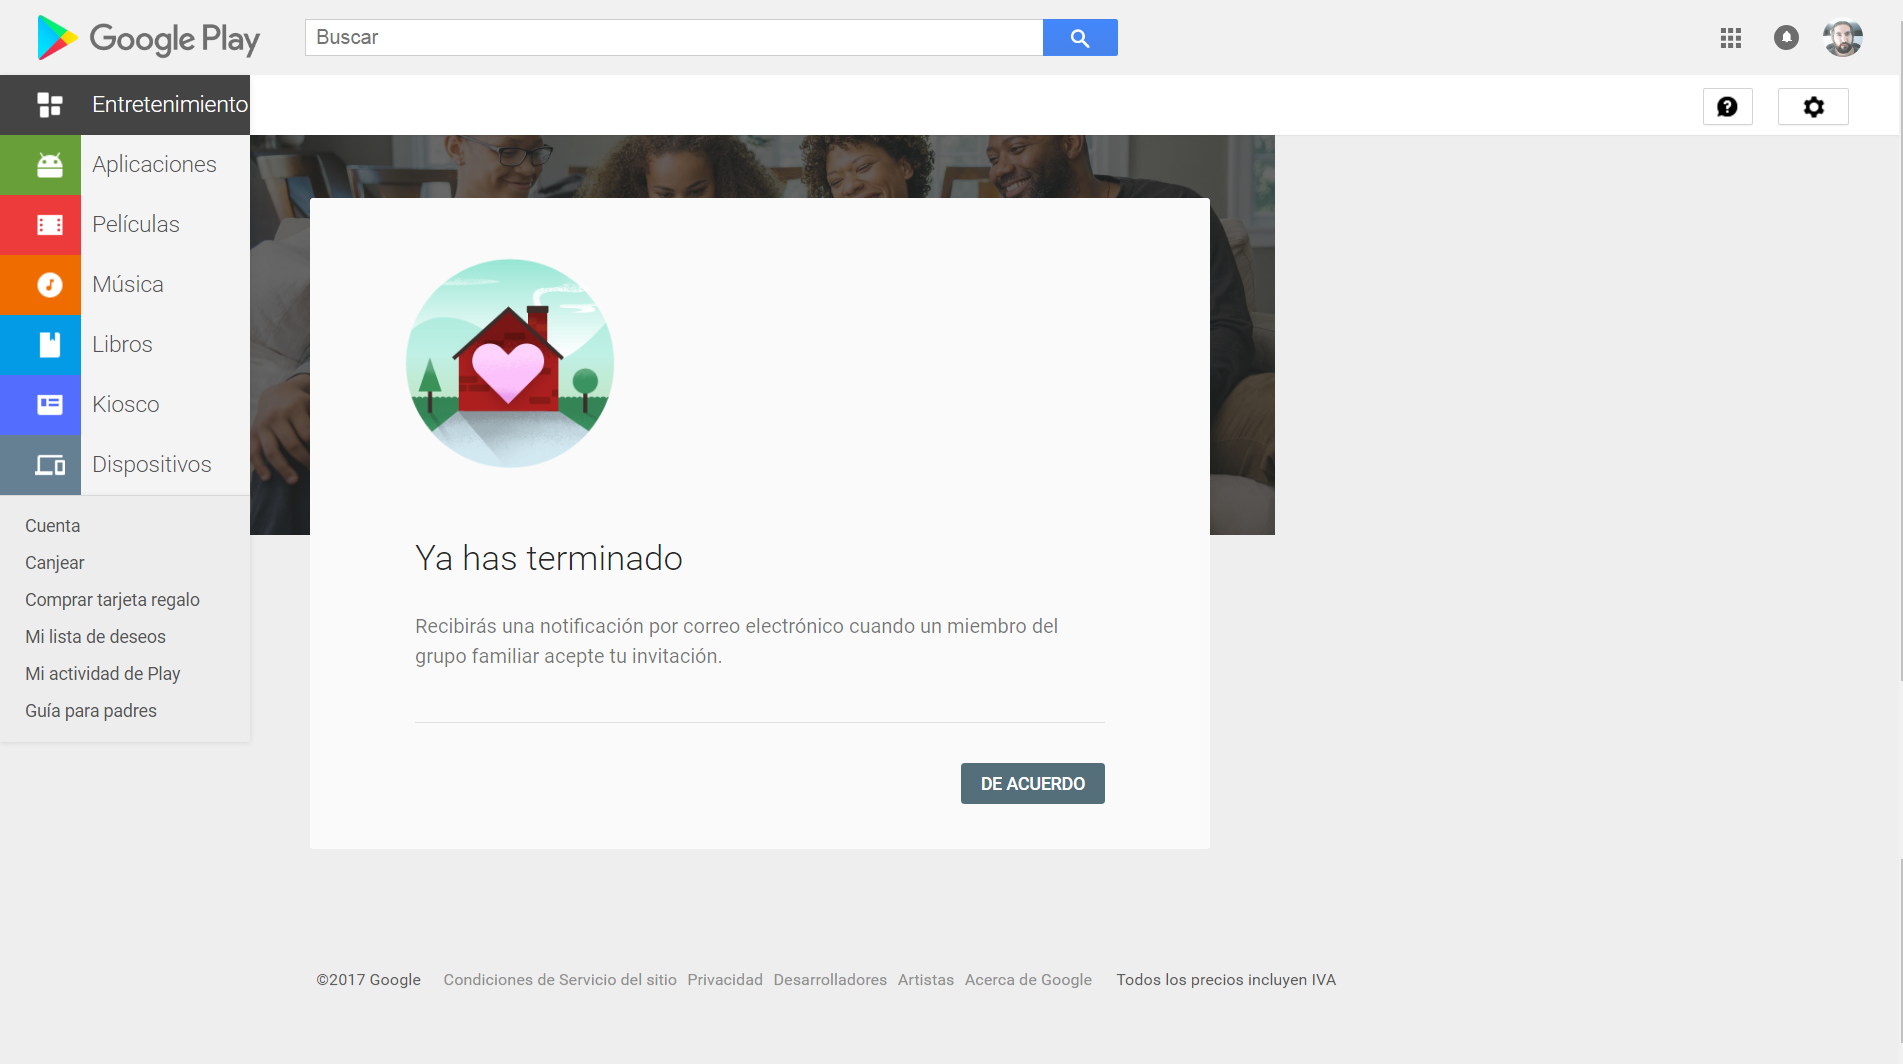 Google Play
Buscar
Entretenimiento
Aplicaciones
Películas
Música
Libros
Kiosco
Dispositivos
Cuenta
Canjear
Comprar tarjeta regalo
Mi lista de deseos
Mi actividad de Play
Guía para padres
Ya has terminado
Recibirás una notificación por correo electrónico cuando un miembro del
grupo familiar acepte tu invitación.
DE ACUERDO
©2017 Google Condiciones de Servicio del sitio Privacidad Desarrolladores Artistas Acerca de Google Todos los precios incluyen IVA